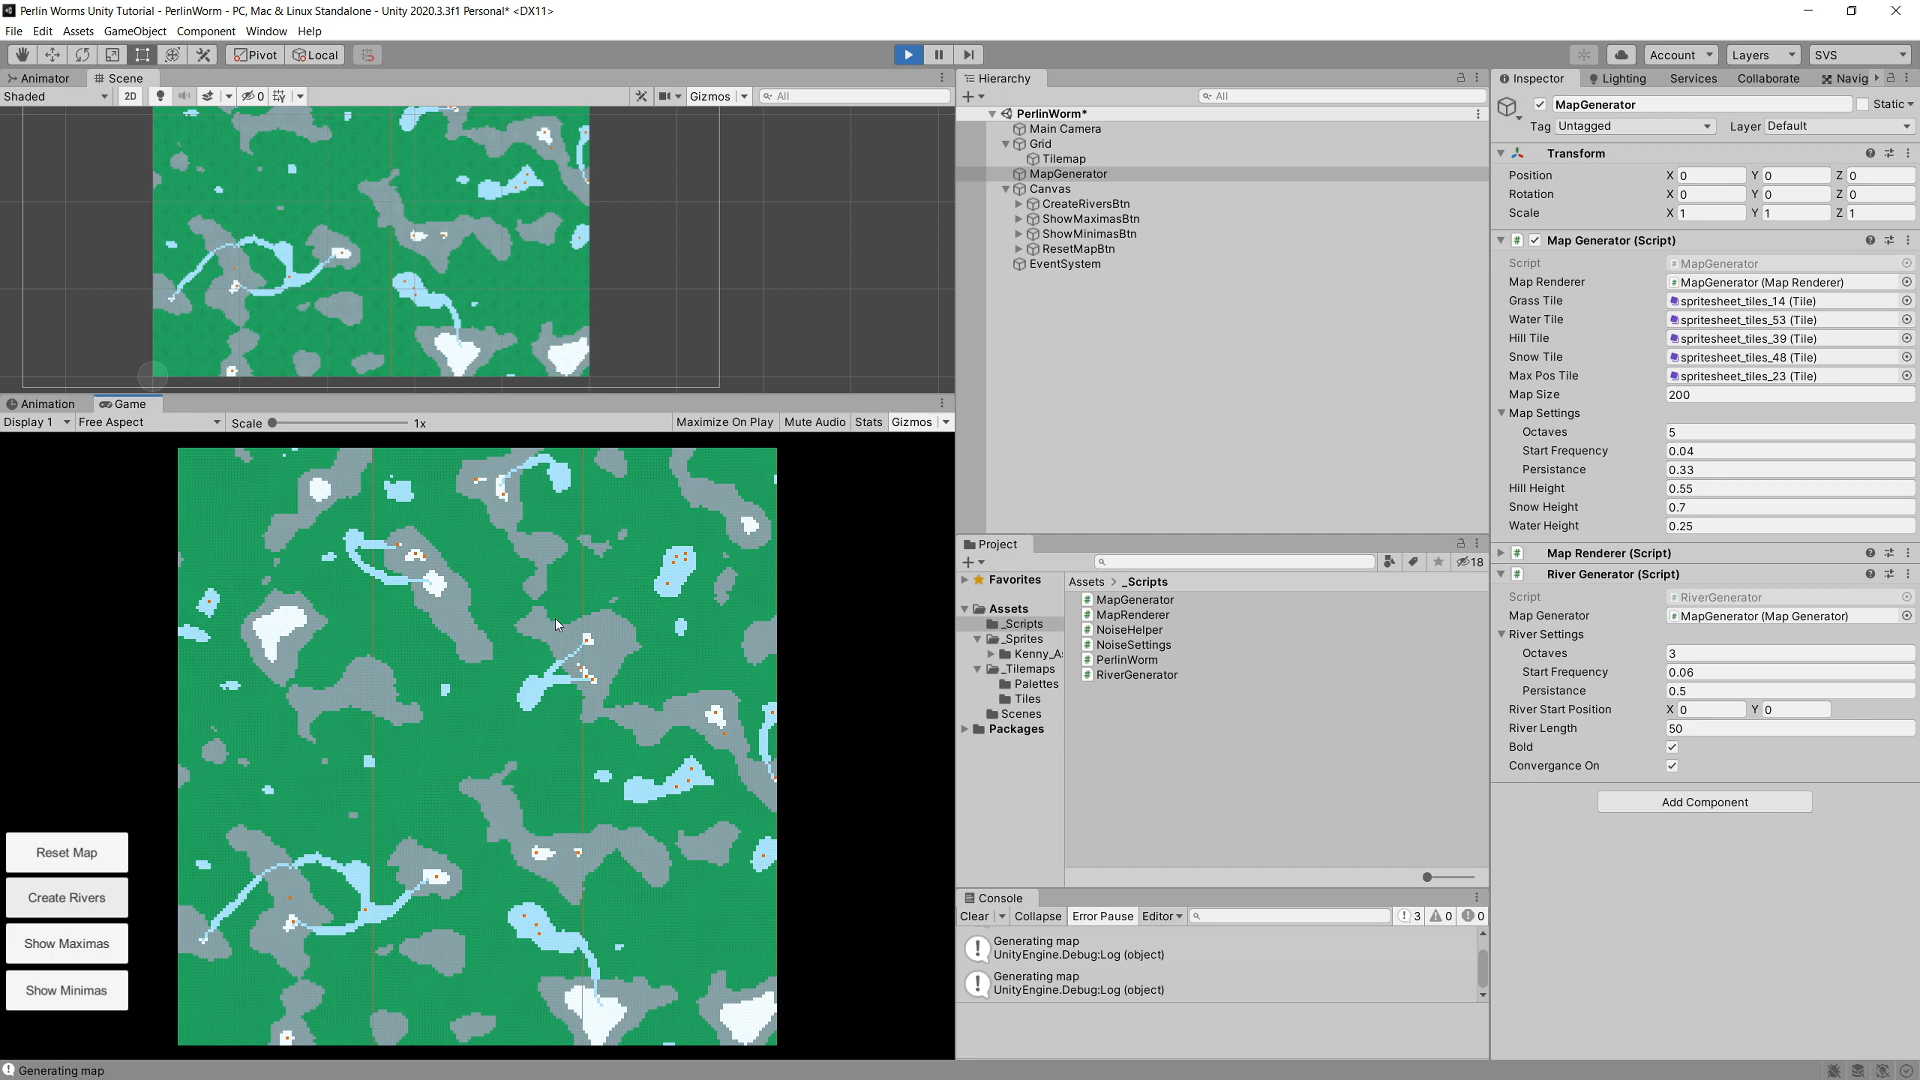 Perlin Worms Unity Tutorial - PerlinWorm - PC, Mac & Linux Standalone - Unity 2020.3.3f1 Personal* <DX11>
File Edit Assets GameObject Component Window Help
Pivot Local
Account Layers SVS
Animator Scene
Shaded 2D 0 Gizmos All
Animation Game
Display 1 Free Aspect Scale 1x Maximize On Play Mute Audio Stats Gizmos
Reset Map
Create Rivers
Show Maximas
Show Minimas
Hierarchy
All
PerlinWorm*
Main Camera
Grid
Tilemap
MapGenerator
Canvas
CreateRiversBtn
ShowMaximasBtn
ShowMinimasBtn
ResetMapBtn
EventSystem
Project
18
Favorites
Assets
_Scripts
_Sprites
Kenny_A
_Tilemaps
Palettes
Tiles
Scenes
Packages
Assets > _Scripts
MapGenerator
MapRenderer
NoiseHelper
NoiseSettings
PerlinWorm
RiverGenerator
Console
Clear Collapse Error Pause Editor 3 0 0
Generating map
UnityEngine.Debug:Log (object)
Generating map
UnityEngine.Debug:Log (object)
Inspector Lighting Services Collaborate Navig
MapGenerator Static
Tag Untagged Layer Default
Transform
Position X 0 Y 0 Z 0
Rotation X 0 Y 0 Z 0
Scale X 1 Y 1 Z 1
Map Generator (Script)
Script MapGenerator
Map Renderer MapGenerator (Map Renderer)
Grass Tile spritesheet_tiles_14 (Tile)
Water Tile spritesheet_tiles_53 (Tile)
Hill Tile spritesheet_tiles_39 (Tile)
Snow Tile spritesheet_tiles_48 (Tile)
Max Pos Tile spritesheet_tiles_23 (Tile)
Map Size 200
Map Settings
Octaves 5
Start Frequency 0.04
Persistance 0.33
Hill Height 0.55
Snow Height 0.7
Water Height 0.25
Map Renderer (Script)
River Generator (Script)
Script RiverGenerator
Map Generator MapGenerator (Map Generator)
River Settings
Octaves 3
Start Frequency 0.06
Persistance 0.5
River Start Position X 0 Y 0
River Length 50
Bold
Convergance On
Add Component
Generating map